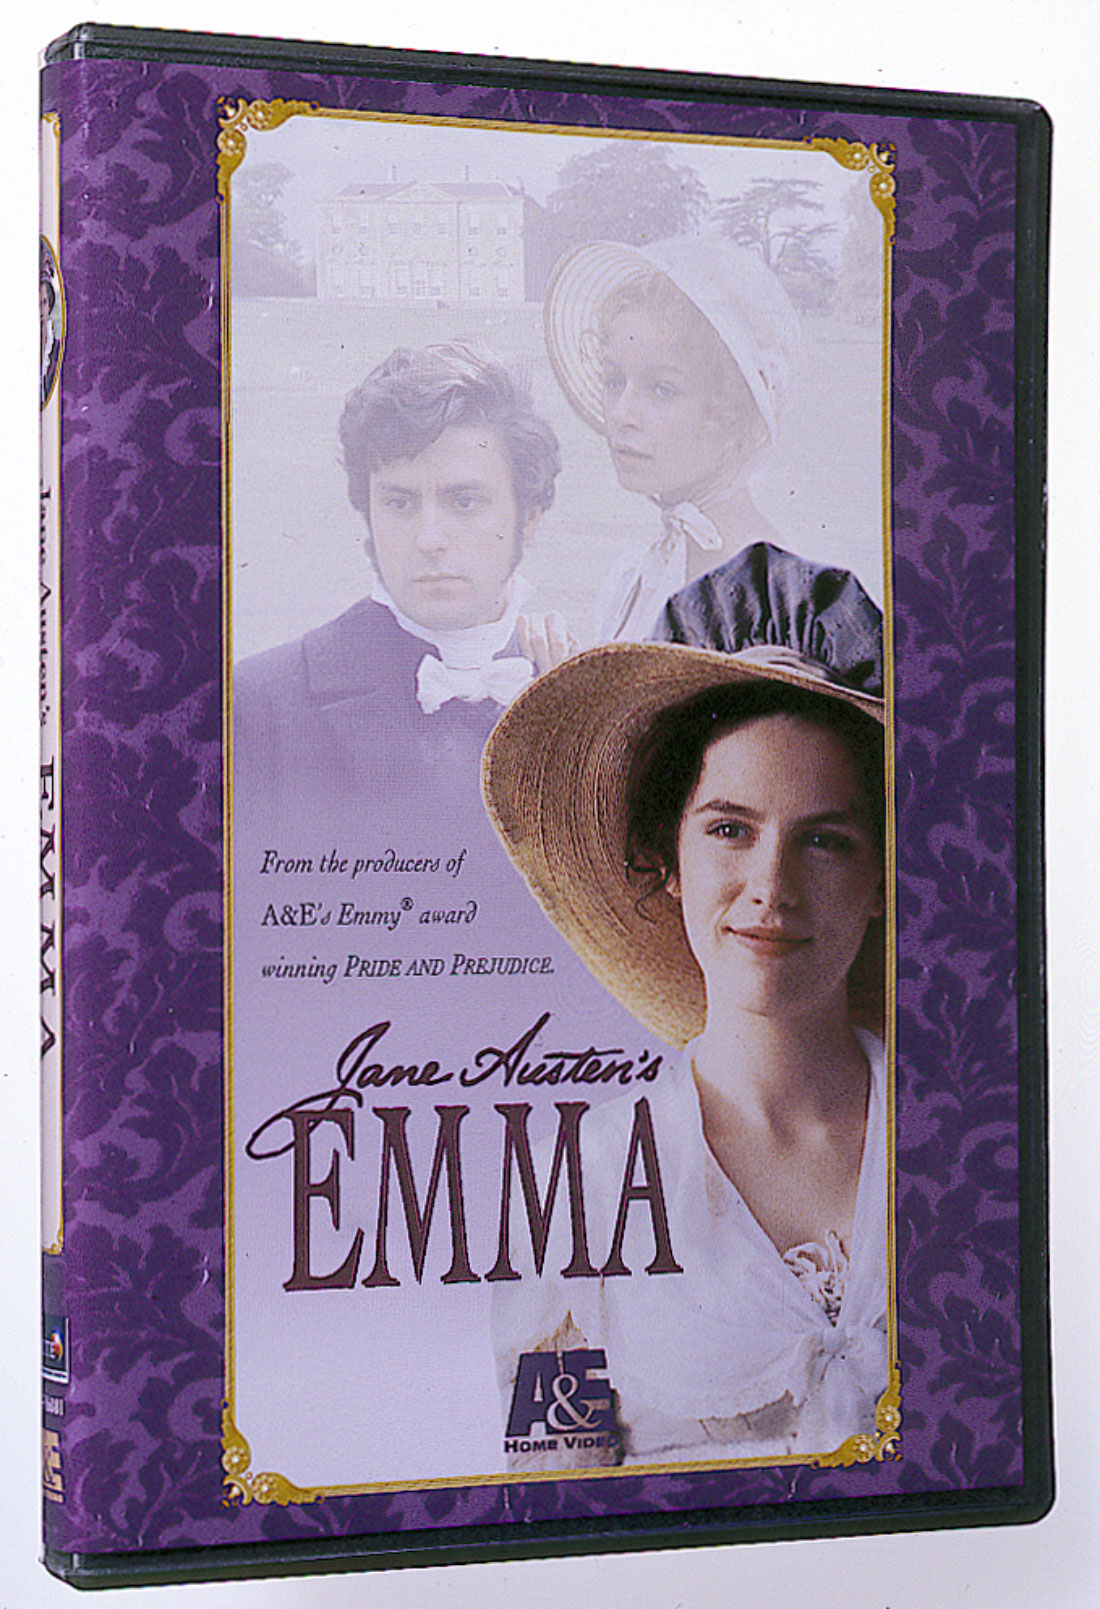 From the producers of
A&E's Emmy® award
winning PRIDE AND PREJUDICE.
Jane Austen's
EMMA
A&E
HOME VIDEO
Jane Austen's EMMA